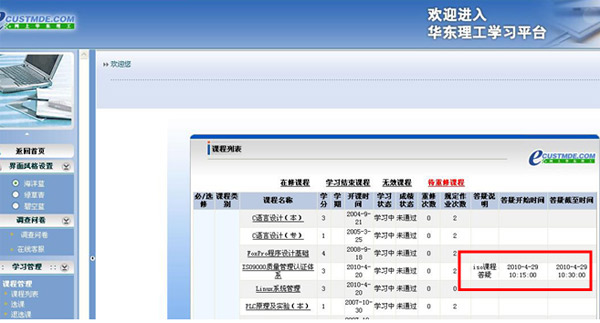 eCUSTMDE.COM
欢迎进入
华东理工学习平台
欢迎您
返回首页
界面风格设置
海洋蓝
绿草香
碧空蓝
调查问卷
调查问卷
在线客服
学习管理
课程管理
课程列表
选课
退选课
课程列表
eCUSTMDE.COM
在修课程 学习结束课程 无效课程 待重修课程
必/选修 课程类别 课程名称 学分 学期 开课时间 学习状态 成绩状态 重修次数 规定作业次数 答疑说明 答疑开始时间 答疑截至时间
C语言设计(本) 3 2004-9-21 学习中 未通过 0 2
C语言设计(专) 1 2005-3-25 学习中 未通过 0 2
FoxPro程序设计基础 4 2008-9-18 学习中 未通过 0 2
ISO9000质量管理认证体系 3 2010-4-20 学习中 未通过 0 2 iso课程答疑 2010-4-29 10:15:00 2010-4-29 10:30:00
Linux系统管理 3 2010-4-20 学习中 未通过 0 0
PLC原理及实验(本) 3 2007-10-30 学习中 未通过 0 2